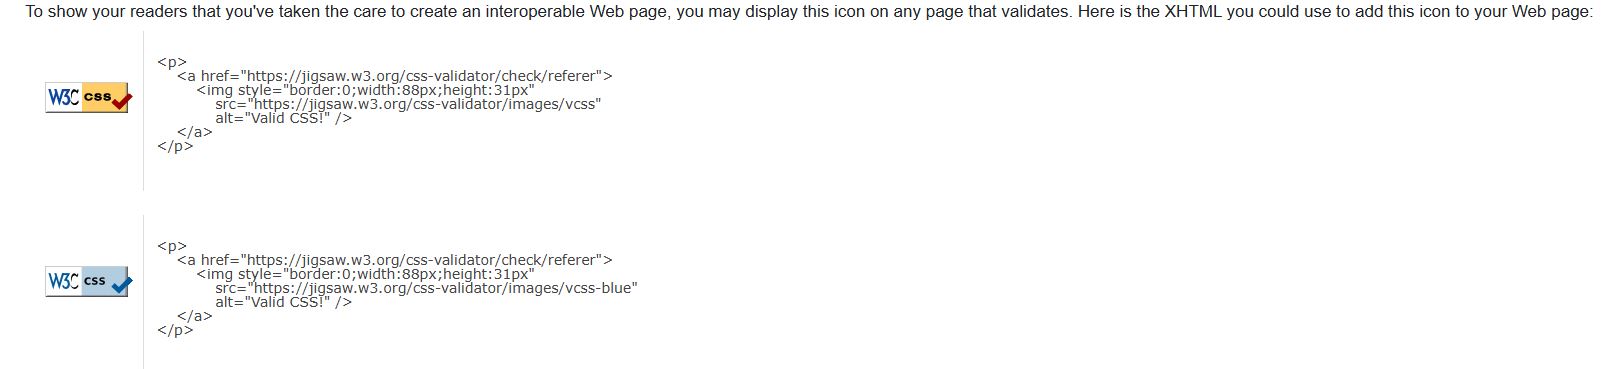 To show your readers that you've taken the care to create an interoperable Web page, you may display this icon on any page that validates. Here is the XHTML you could use to add this icon to your Web page:
W3C css
<p>
<a href="https://jigsaw.w3.org/css-validator/check/referer">
<img style="border:0;width:88px;height:31px"
src="https://jigsaw.w3.org/css-validator/images/vcss"
alt="Valid CSS!" />
</a>
</p>
W3C css
<p>
<a href="https://jigsaw.w3.org/css-validator/check/referer">
<img style="border:0;width:88px;height:31px"
src="https://jigsaw.w3.org/css-validator/images/vcss-blue"
alt="Valid CSS!" />
</a>
</p>